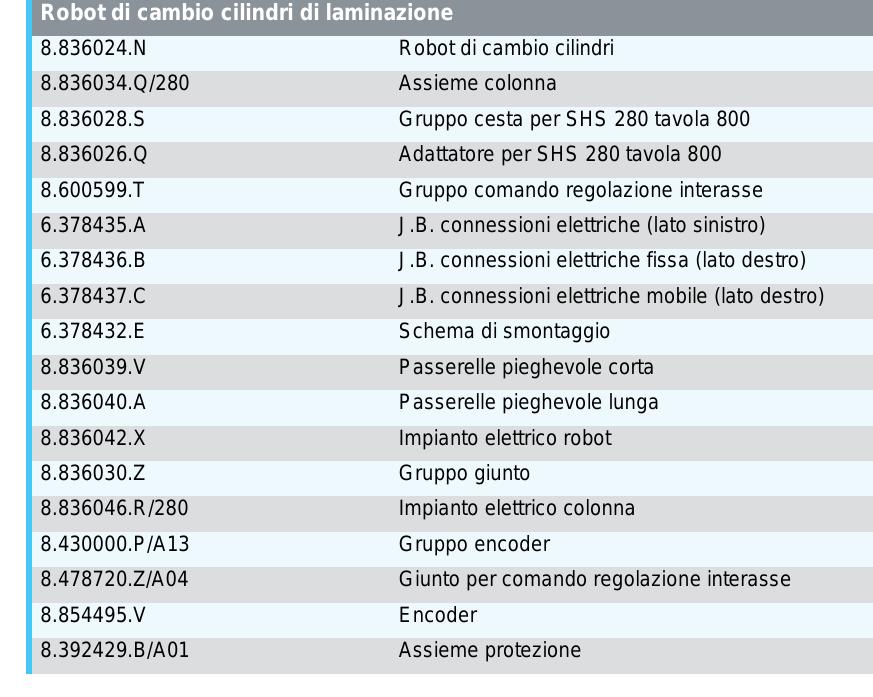 Robot di cambio cilindri di laminazione
8.836024.N Robot di cambio cilindri
8.836034.Q/280 Assieme colonna
8.836028.S Gruppo cesta per SHS 280 tavola 800
8.836026.Q Adattatore per SHS 280 tavola 800
8.600599.T Gruppo comando regolazione interasse
6.378435.A J.B. connessioni elettriche (lato sinistro)
6.378436.B J.B. connessioni elettriche fissa (lato destro)
6.378437.C J.B. connessioni elettriche mobile (lato destro)
6.378432.E Schema di smontaggio
8.836039.V Passerelle pieghevole corta
8.836040.A Passerelle pieghevole lunga
8.836042.X Impianto elettrico robot
8.836030.Z Gruppo giunto
8.836046.R/280 Impianto elettrico colonna
8.430000.P/A13 Gruppo encoder
8.478720.Z/A04 Giunto per comando regolazione interasse
8.854495.V Encoder
8.392429.B/A01 Assieme protezione